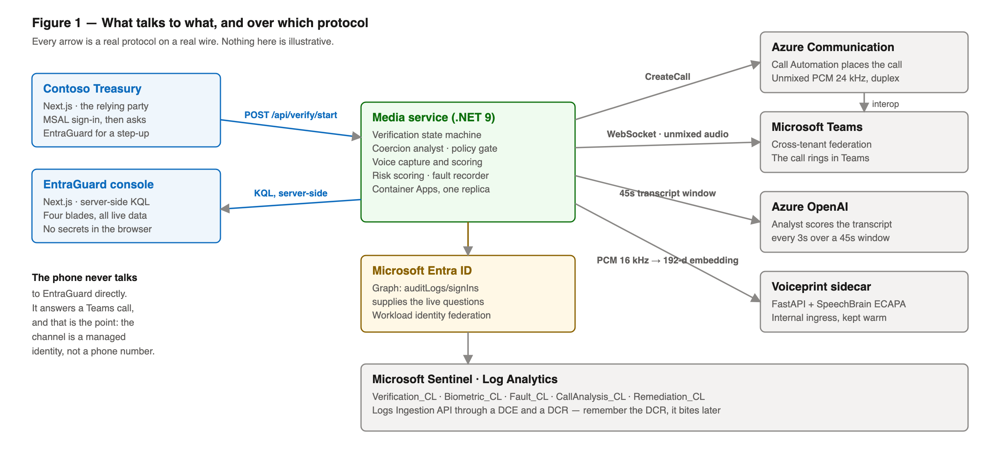 Figure 1 — What talks to what, and over which protocol
Every arrow is a real protocol on a real wire. Nothing here is illustrative.
Contoso Treasury
Next.js · the relying party
MSAL sign-in, then asks
EntraGuard for a step-up
POST /api/verify/start
EntraGuard console
Next.js · server-side KQL
Four blades, all live data
No secrets in the browser
KQL, server-side
The phone never talks
to EntraGuard directly.
It answers a Teams call,
and that is the point: the
channel is a managed
identity, not a phone number.
Media service (.NET 9)
Verification state machine
Coercion analyst · policy gate
Voice capture and scoring
Risk scoring · fault recorder
Container Apps, one replica
Microsoft Entra ID
Graph: auditLogs/signIns
supplies the live questions
Workload identity federation
CreateCall
WebSocket · unmixed audio
45s transcript window
PCM 16 kHz → 192-d embedding
Azure Communication
Call Automation places the call
Unmixed PCM 24 kHz, duplex
interop
Microsoft Teams
Cross-tenant federation
The call rings in Teams
Azure OpenAI
Analyst scores the transcript
every 3s over a 45s window
Voiceprint sidecar
FastAPI + SpeechBrain ECAPA
Internal ingress, kept warm
Microsoft Sentinel · Log Analytics
Verification_CL · Biometric_CL · Fault_CL · CallAnalysis_CL · Remediation_CL
Logs Ingestion API through a DCE and a DCR — remember the DCR, it bites later